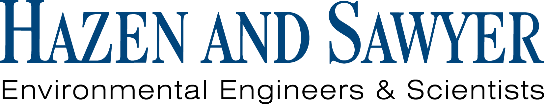 HAZEN AND SAWYER
Environmental Engineers & Scientists